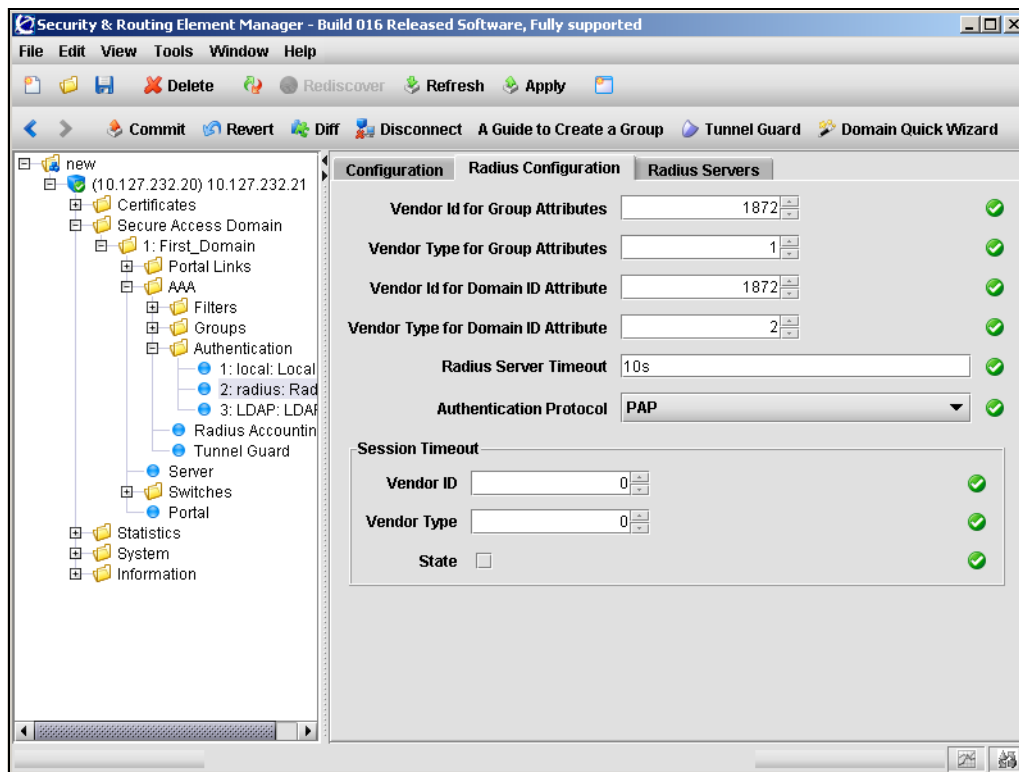 Security & Routing Element Manager - Build 016 Released Software, Fully supported
File Edit View Tools Window Help
Delete Rediscover Refresh Apply
Commit Revert Diff Disconnect A Guide to Create a Group Tunnel Guard Domain Quick Wizard
new
(10.127.232.20) 10.127.232.21
Certificates
Secure Access Domain
1: First_Domain
Portal Links
AAA
Filters
Groups
Authentication
1: local: Local
2: radius: Rad
3: LDAP: LDAP
Radius Accountin
Tunnel Guard
Server
Switches
Portal
Statistics
System
Information
Configuration Radius Configuration Radius Servers
Vendor Id for Group Attributes 1872
Vendor Type for Group Attributes 1
Vendor Id for Domain ID Attribute 1872
Vendor Type for Domain ID Attribute 2
Radius Server Timeout 10s
Authentication Protocol PAP
Session Timeout
Vendor ID 0
Vendor Type 0
State